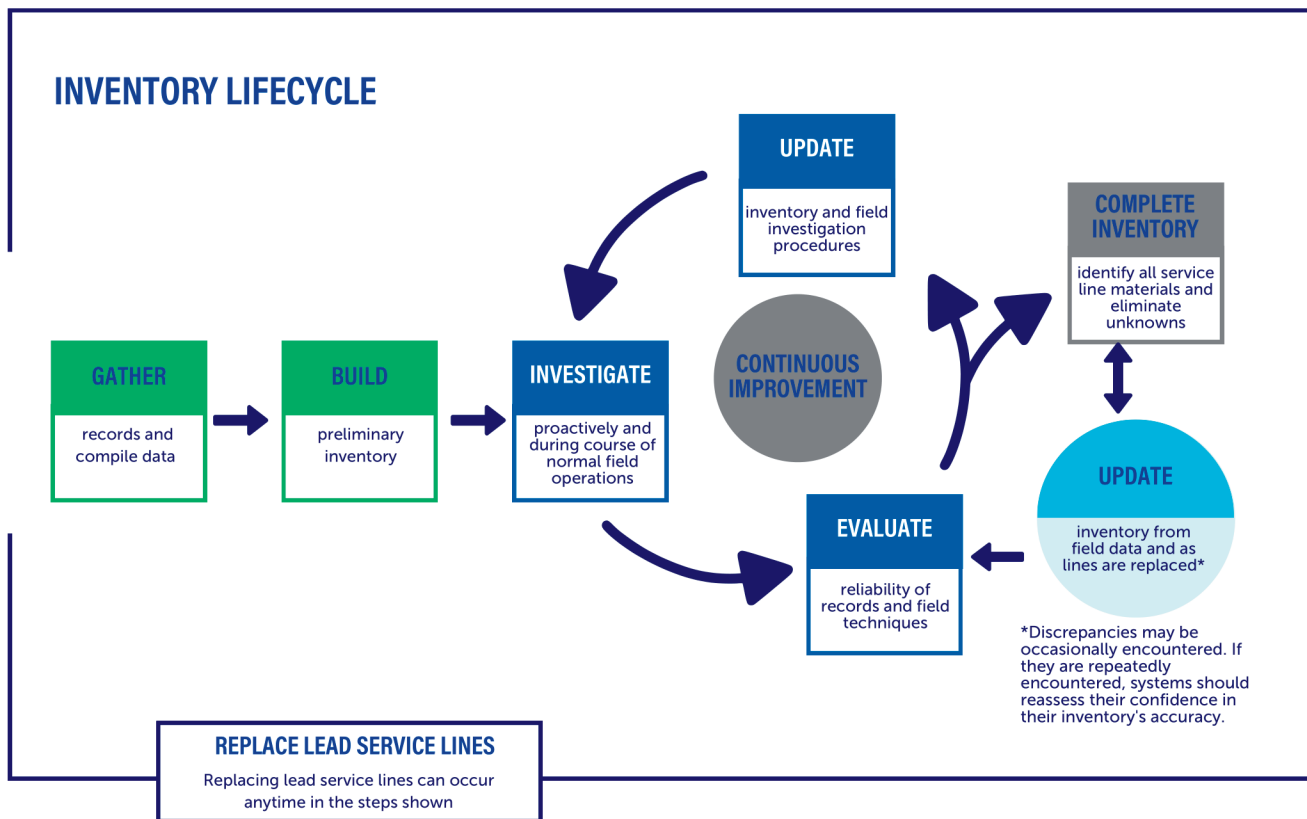 INVENTORY LIFECYCLE
GATHER
records and
compile data
BUILD
preliminary
inventory
INVESTIGATE
proactively and
during course of
normal field
operations
UPDATE
inventory and field
investigation
procedures
CONTINUOUS
IMPROVEMENT
EVALUATE
reliability of
records and field
techniques
COMPLETE
INVENTORY
identify all service
line materials and
eliminate
unknowns
UPDATE
inventory from
field data and as
lines are replaced*
*Discrepancies may be
occasionally encountered. If
they are repeatedly
encountered, systems should
reassess their confidence in
their inventory's accuracy.
REPLACE LEAD SERVICE LINES
Replacing lead service lines can occur
anytime in the steps shown